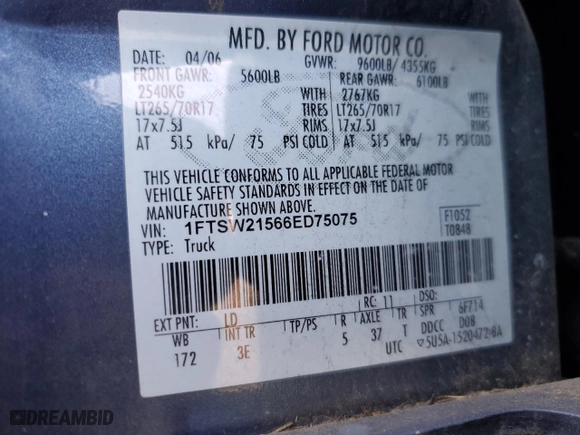 MFD. BY FORD MOTOR CO.
DATE: 04/06 GVWR: 9600LB/ 4355KG
FRONT GAWR: 5600LB REAR GAWR: 6100LB
2540KG WITH 2767KG WITH
LT265/70R17 TIRES LT265/70R17 TIRES
17x7.5J RIMS 17x7.5J RIMS
AT 515 kPa/ 75 PSI COLD AT 515 kPa/ 75 PSI COLD
THIS VEHICLE CONFORMS TO ALL APPLICABLE FEDERAL MOTOR
VEHICLE SAFETY STANDARDS IN EFFECT ON THE DATE OF
MANUFACTURE SHOWN ABOVE.
VIN: 1FTSW21566ED75075 F1052
TYPE: Truck T0848
EXT PNT: LD RC: 11 DSO:
WB INT TR TP/PS R AXLE TR SPR 6F714
172 3E 5 37 T DDCC D08
UTC 5U5A-1520472-BA
DREAMBID